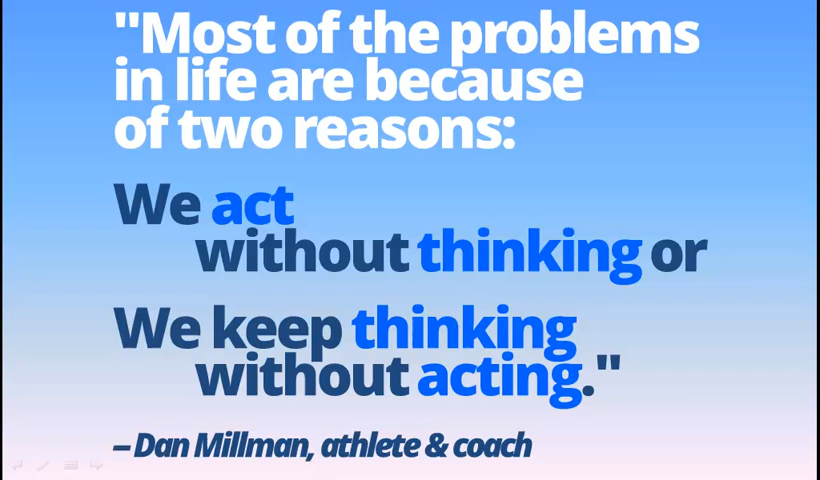 "Most of the problems
in life are because
of two reasons:
We act
without thinking or
We keep thinking
without acting."
– Dan Millman, athlete & coach